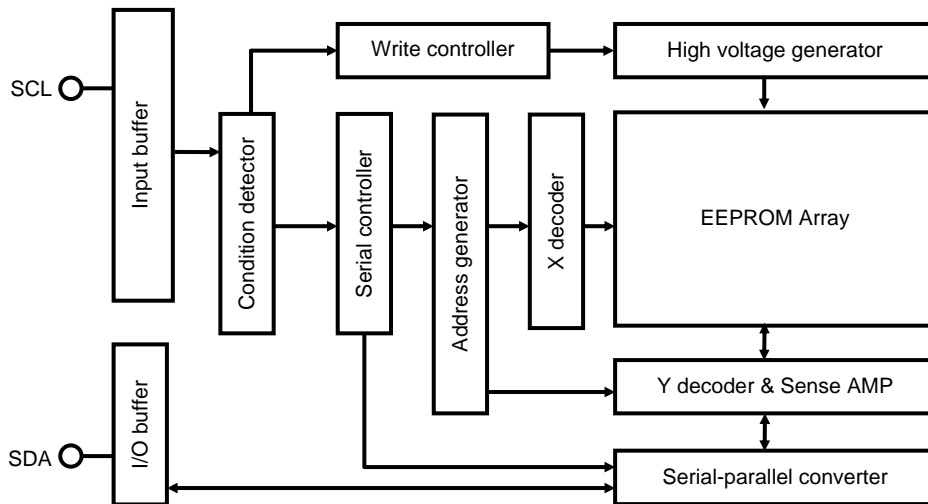 Write controller
High voltage generator
SCL
Input buffer
Condition detector
Serial controller
Address generator
X decoder
EEPROM Array
I/O buffer
Y decoder & Sense AMP
SDA
Serial-parallel converter